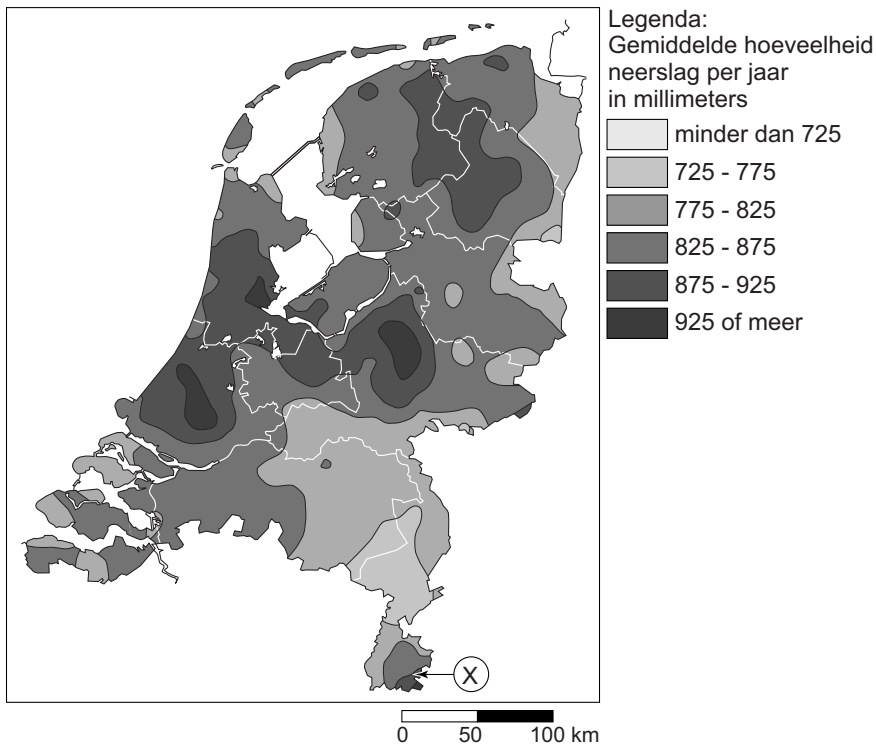 Legenda:
Gemiddelde hoeveelheid
neerslag per jaar
in millimeters
minder dan 725
725 - 775
775 - 825
825 - 875
875 - 925
925 of meer
X
0 50 100 km